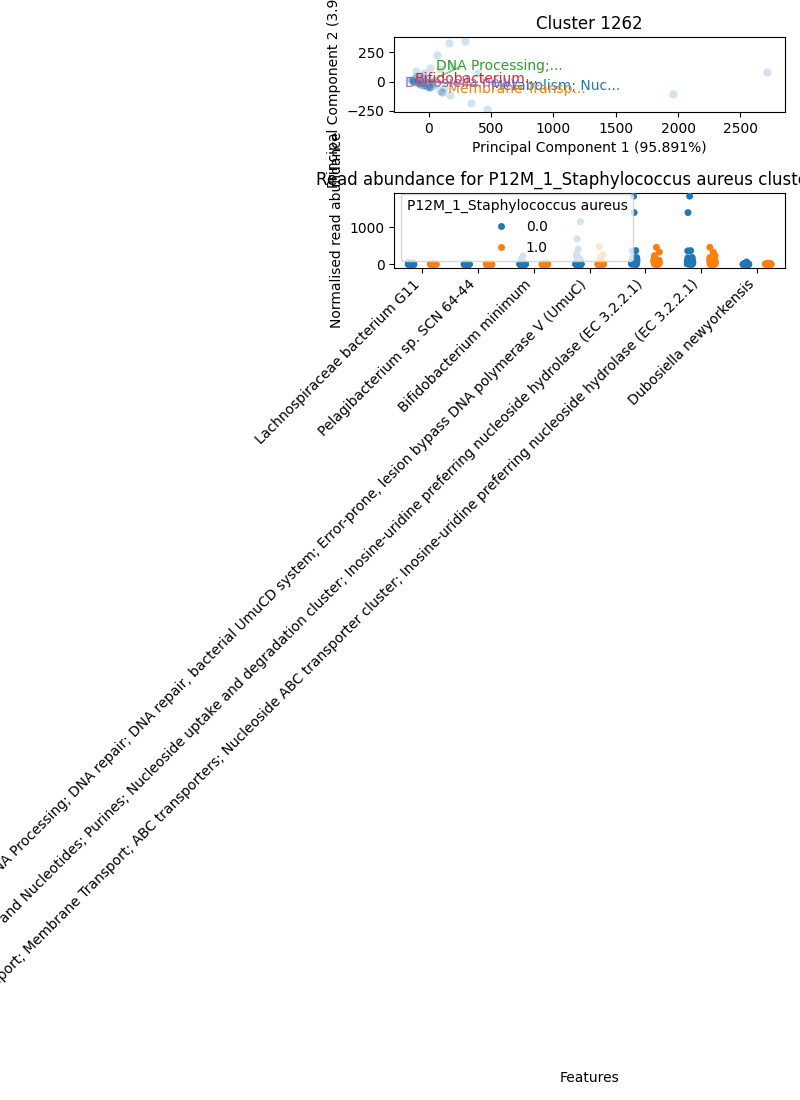 Cluster 1262
Principal Component 2 (3.9
250
0
−250
DNA Processing;...
Bifidobacterium...
Metabolism; Nuc...
Membrane Transp...
0
500
1000
1500
2000
2500
Principal Component 1 (95.891%)
Read abundance for P12M_1_Staphylococcus aureus cluste
Normalised read abundance
1000
0
P12M_1_Staphylococcus aureus
0.0
1.0
Lachnospiraceae bacterium G11
Pelagibacterium sp. SCN 64-44
Bifidobacterium minimum
NA Processing; DNA repair; DNA repair, bacterial UmuCD system; Error-prone, lesion bypass DNA polymerase V (UmuC)
and Nucleotides; Purines; Nucleoside uptake and degradation cluster; Inosine-uridine preferring nucleoside hydrolase (EC 3.2.2.1)
port; Membrane Transport; ABC transporters; Nucleoside ABC transporter cluster; Inosine-uridine preferring nucleoside hydrolase (EC 3.2.2.1)
Dubosiella newyorkensis
Features